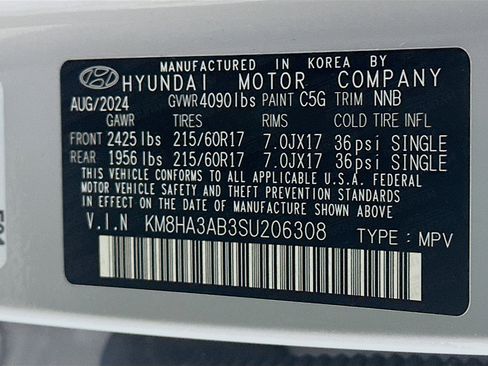 MANUFACTURED IN KOREA BY
HYUNDAI MOTOR COMPANY
AUG/2024 GVWR 4090lbs PAINT C5G TRIM NNB
GAWR TIRES RIMS COLD TIRE INFL
FRONT 2425 lbs 215/60R17 7.0JX17 36psi SINGLE
REAR 1956 lbs 215/60R17 7.0JX17 36psi SINGLE
THIS VEHICLE CONFORMS TO ALL APPLICABLE U.S.A. FEDERAL
MOTOR VEHICLE SAFETY AND THEFT PREVENTION STANDARDS
IN EFFECT ON THE DATE OF MANUFACTURE SHOWN ABOVE.
V.I.N KM8HA3AB3SU206308 TYPE : MPV